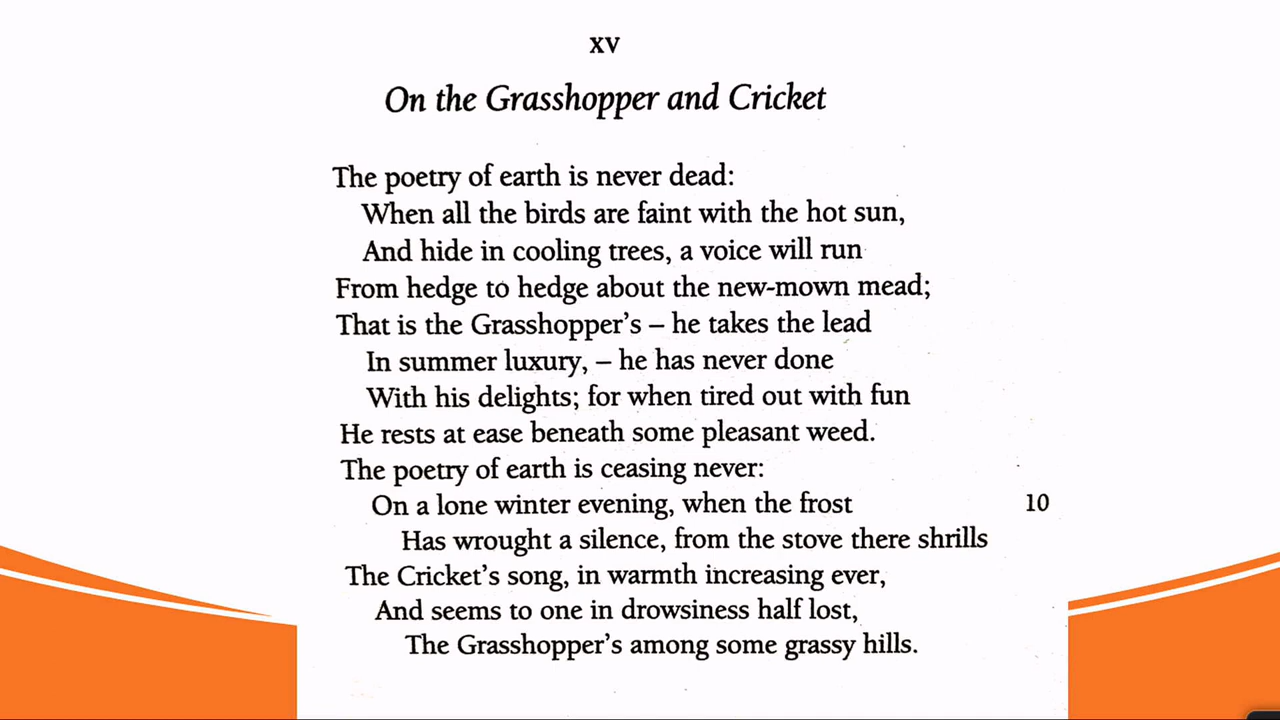 XV
On the Grasshopper and Cricket
The poetry of earth is never dead:
When all the birds are faint with the hot sun,
And hide in cooling trees, a voice will run
From hedge to hedge about the new-mown mead;
That is the Grasshopper's – he takes the lead
In summer luxury, – he has never done
With his delights; for when tired out with fun
He rests at ease beneath some pleasant weed.
The poetry of earth is ceasing never:
On a lone winter evening, when the frost 10
Has wrought a silence, from the stove there shrills
The Cricket's song, in warmth increasing ever,
And seems to one in drowsiness half lost,
The Grasshopper's among some grassy hills.